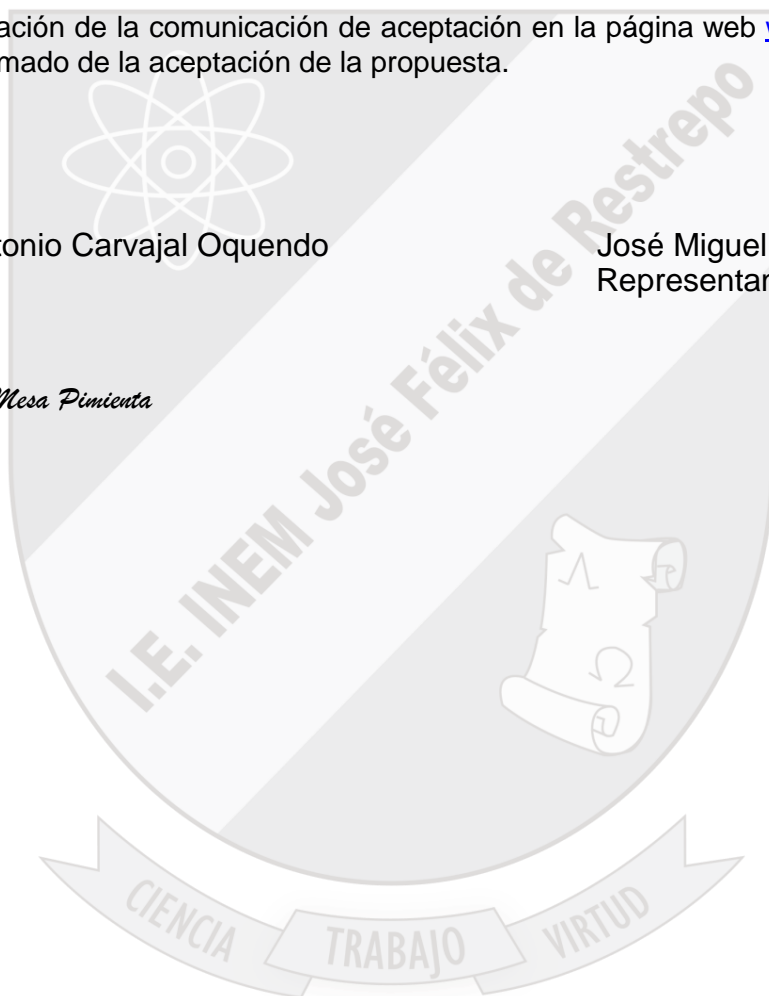 ación de la comunicación de aceptación en la página web
mado de la aceptación de la propuesta.
onio Carvajal Oquendo
José Miguel
Representan
Mesa Pimienta
I.E. INEM José Félix de Restrepo
CIENCIA TRABAJO VIRTUD